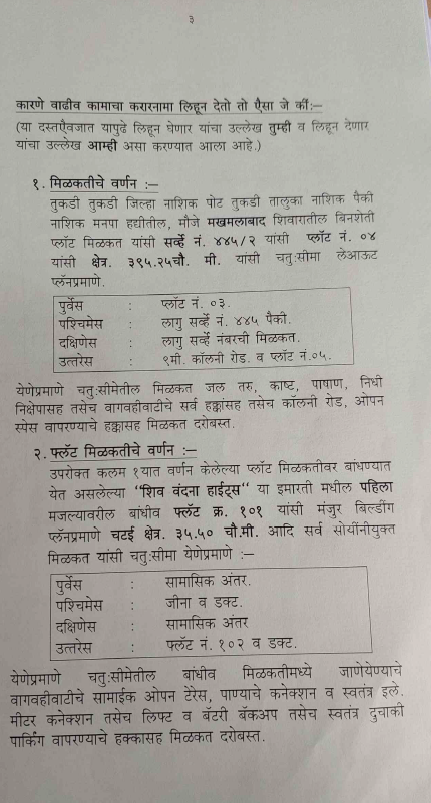 ३
कारणे वाढीव कामाचा करारनामा लिहून देतो तो ऐसा जे कीं:–
(या दस्तऐवजात यापुढे लिहून घेणार यांचा उल्लेख तुम्ही व लिहून देणार
यांचा उल्लेख आम्ही असा करण्यात आला आहे.)
१. मिळकतीचे वर्णन :–
तुकडी तुकडी जिल्हा नाशिक पोट तुकडी तालुका नाशिक पैकी
नाशिक मनपा हद्दीतील, मौजे मखमलाबाद शिवारातील बिनशेती
प्लॉट मिळकत यांसी सर्व्हे नं. ४४५/२ यांसी प्लॉट नं. ०४
यांसी क्षेत्र. ३९५.२५चौ. मी. यांसी चतु:सीमा लेआऊट
प्लॅनप्रमाणे.
पुर्वेस : प्लॉट नं. ०३.
पश्चिमेस : लागु सर्व्हे नं. ४४५ पैकी.
दक्षिणेस : लागु सर्व्हे नंबरची मिळकत.
उत्तरेस : ९मी. कॉलनी रोड. व प्लॉट नं.०५.
येणेप्रमाणे चतु:सीमेतील मिळकत जल तरु, काष्ट, पाषाण, निधी
निक्षेपासह तसेच वागवहीवाटीचे सर्व हक्कांसह तसेच कॉलनी रोड, ओपन
स्पेस वापरण्याचे हक्कासह मिळकत दरोबस्त.
२. फ्लॅट मिळकतीचे वर्णन :–
उपरोक्त कलम १यात वर्णन केलेल्या प्लॉट मिळकतीवर बांधण्यात
येत असलेल्या "शिव वंदना हाईट्स" या इमारती मधील पहिला
मजल्यावरील बांधीव फ्लॅट क्र. १०१ यांसी मंजुर बिल्डींग
प्लॅनप्रमाणे चटई क्षेत्र. ३५.५० चौ.मी. आदि सर्व सोयींनीयुक्त
मिळकत यांसी चतु:सीमा येणेप्रमाणे :–
पुर्वेस : सामासिक अंतर.
पश्चिमेस : जीना व डक्ट.
दक्षिणेस : सामासिक अंतर
उत्तरेस : फ्लॅट नं. १०२ व डक्ट.
येणेप्रमाणे चतु:सीमेतील बांधीव मिळकतीमध्ये जाणेयेण्याचे
वागवहीवाटीचे सामाईक ओपन टेरेस, पाण्याचे कनेक्शन व स्वतंत्र इले.
मीटर कनेक्शन तसेच लिफ्ट व बॅटरी बॅकअप तसेच स्वतंत्र दुचाकी
पार्किंग वापरण्याचे हक्कासह मिळकत दरोबस्त.